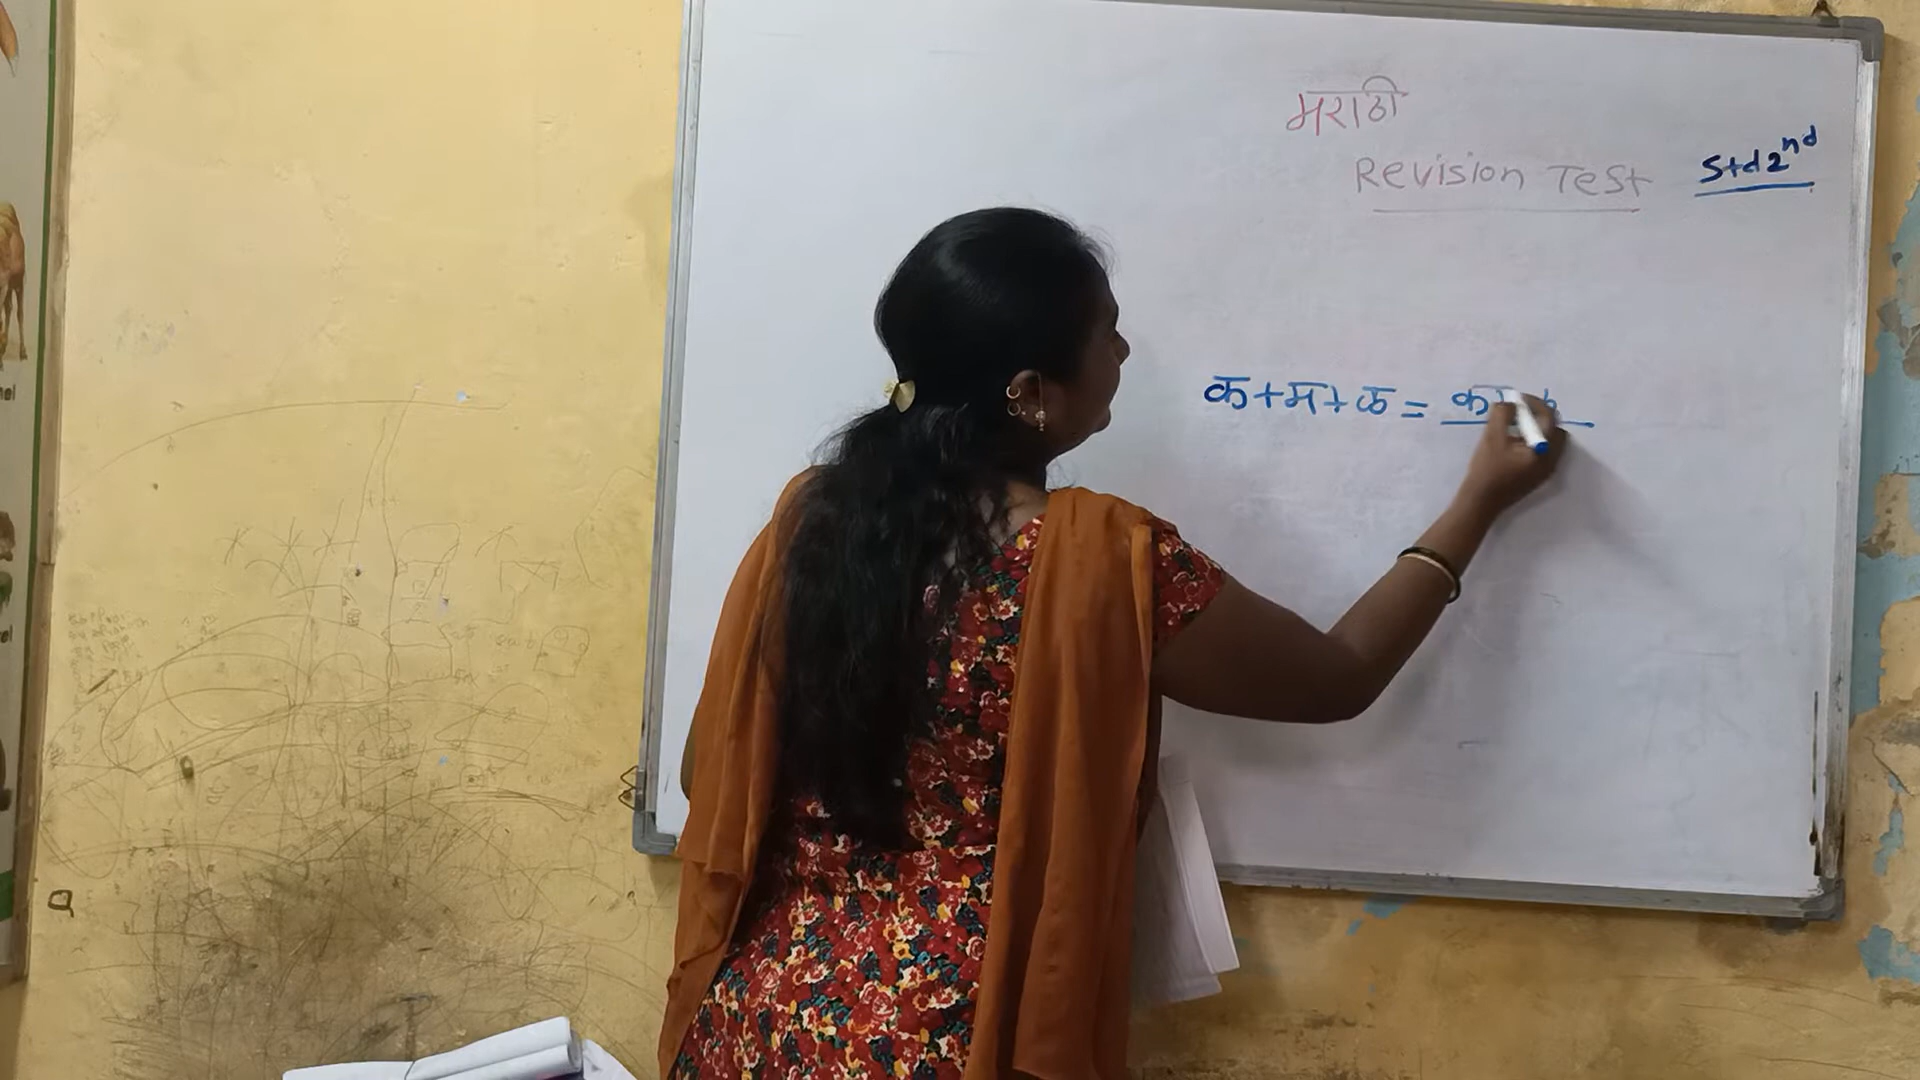 मराठी
Revision Test
Std 2nd
क+म+ळ =